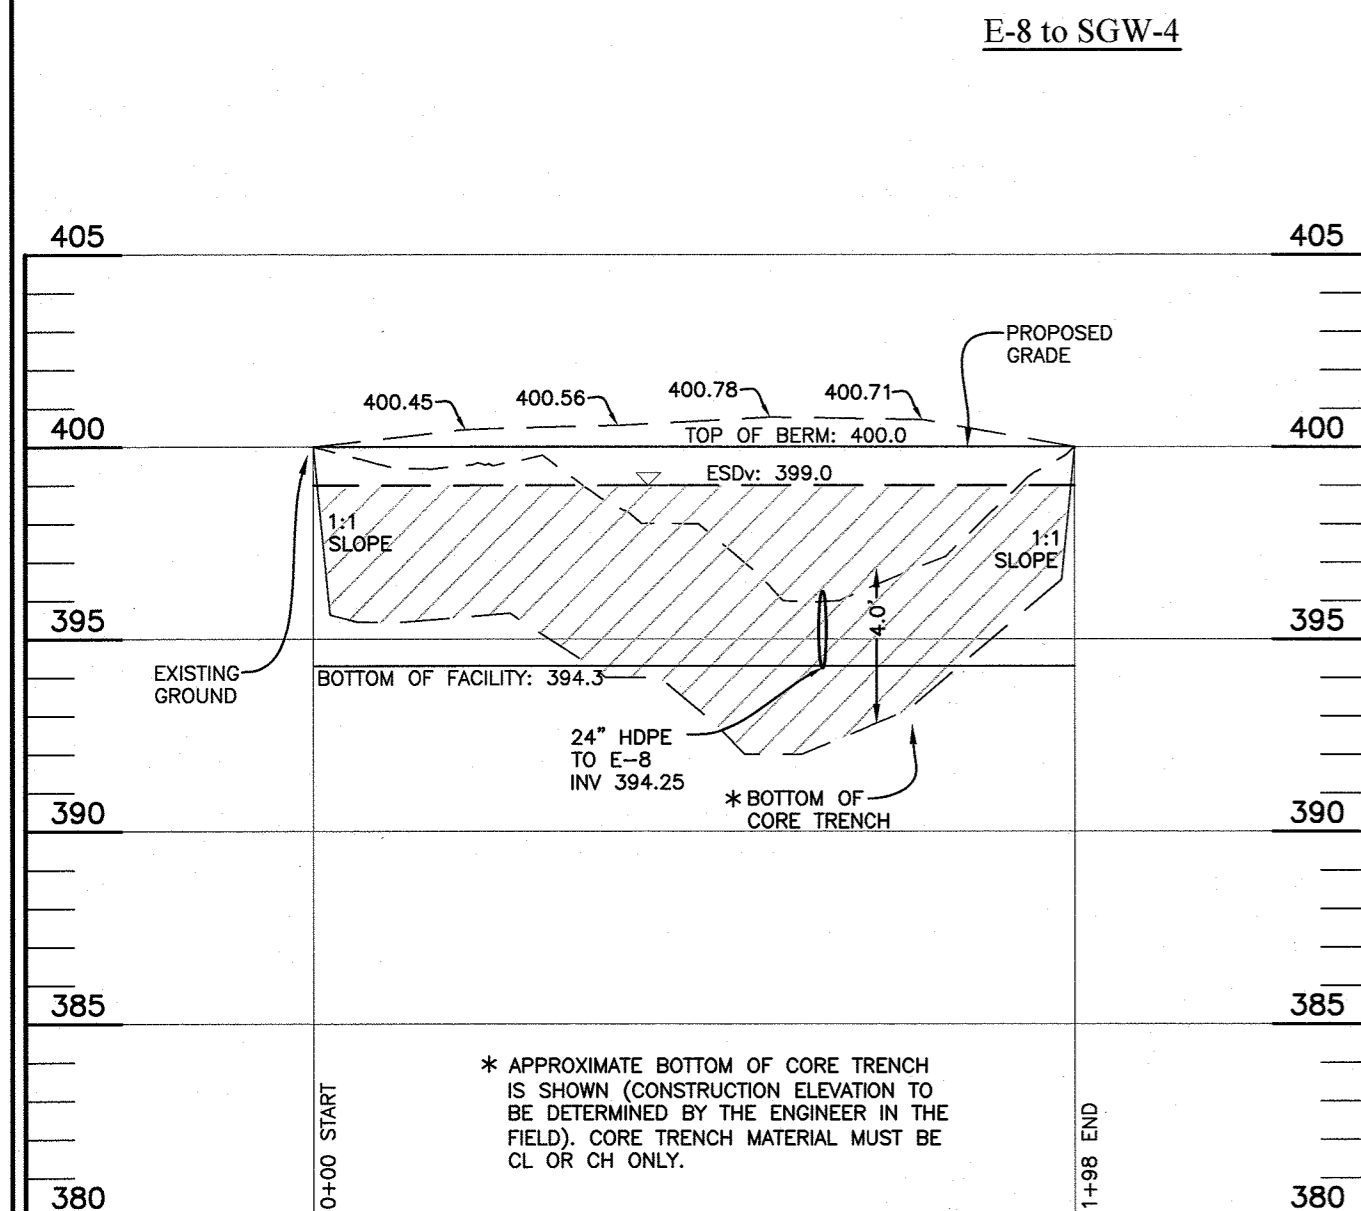 E-8 to SGW-4
405
405
PROPOSED
GRADE
400.45
400.56
400.78
400.71
400
TOP OF BERM: 400.0
400
ESDv: 399.0
1:1
SLOPE
1:1
SLOPE
4.0'
395
395
EXISTING
GROUND
BOTTOM OF FACILITY: 394.3
24" HDPE
TO E-8
INV 394.25
* BOTTOM OF
CORE TRENCH
390
390
385
385
* APPROXIMATE BOTTOM OF CORE TRENCH
IS SHOWN (CONSTRUCTION ELEVATION TO
BE DETERMINED BY THE ENGINEER IN THE
FIELD). CORE TRENCH MATERIAL MUST BE
CL OR CH ONLY.
0+00 START
1+98 END
380
380